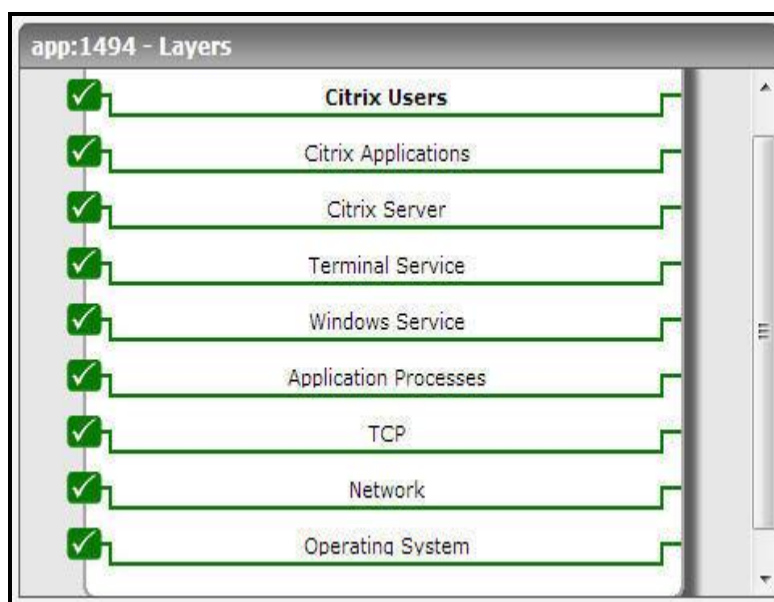 app:1494 - Layers
Citrix Users
Citrix Applications
Citrix Server
Terminal Service
Windows Service
Application Processes
TCP
Network
Operating System